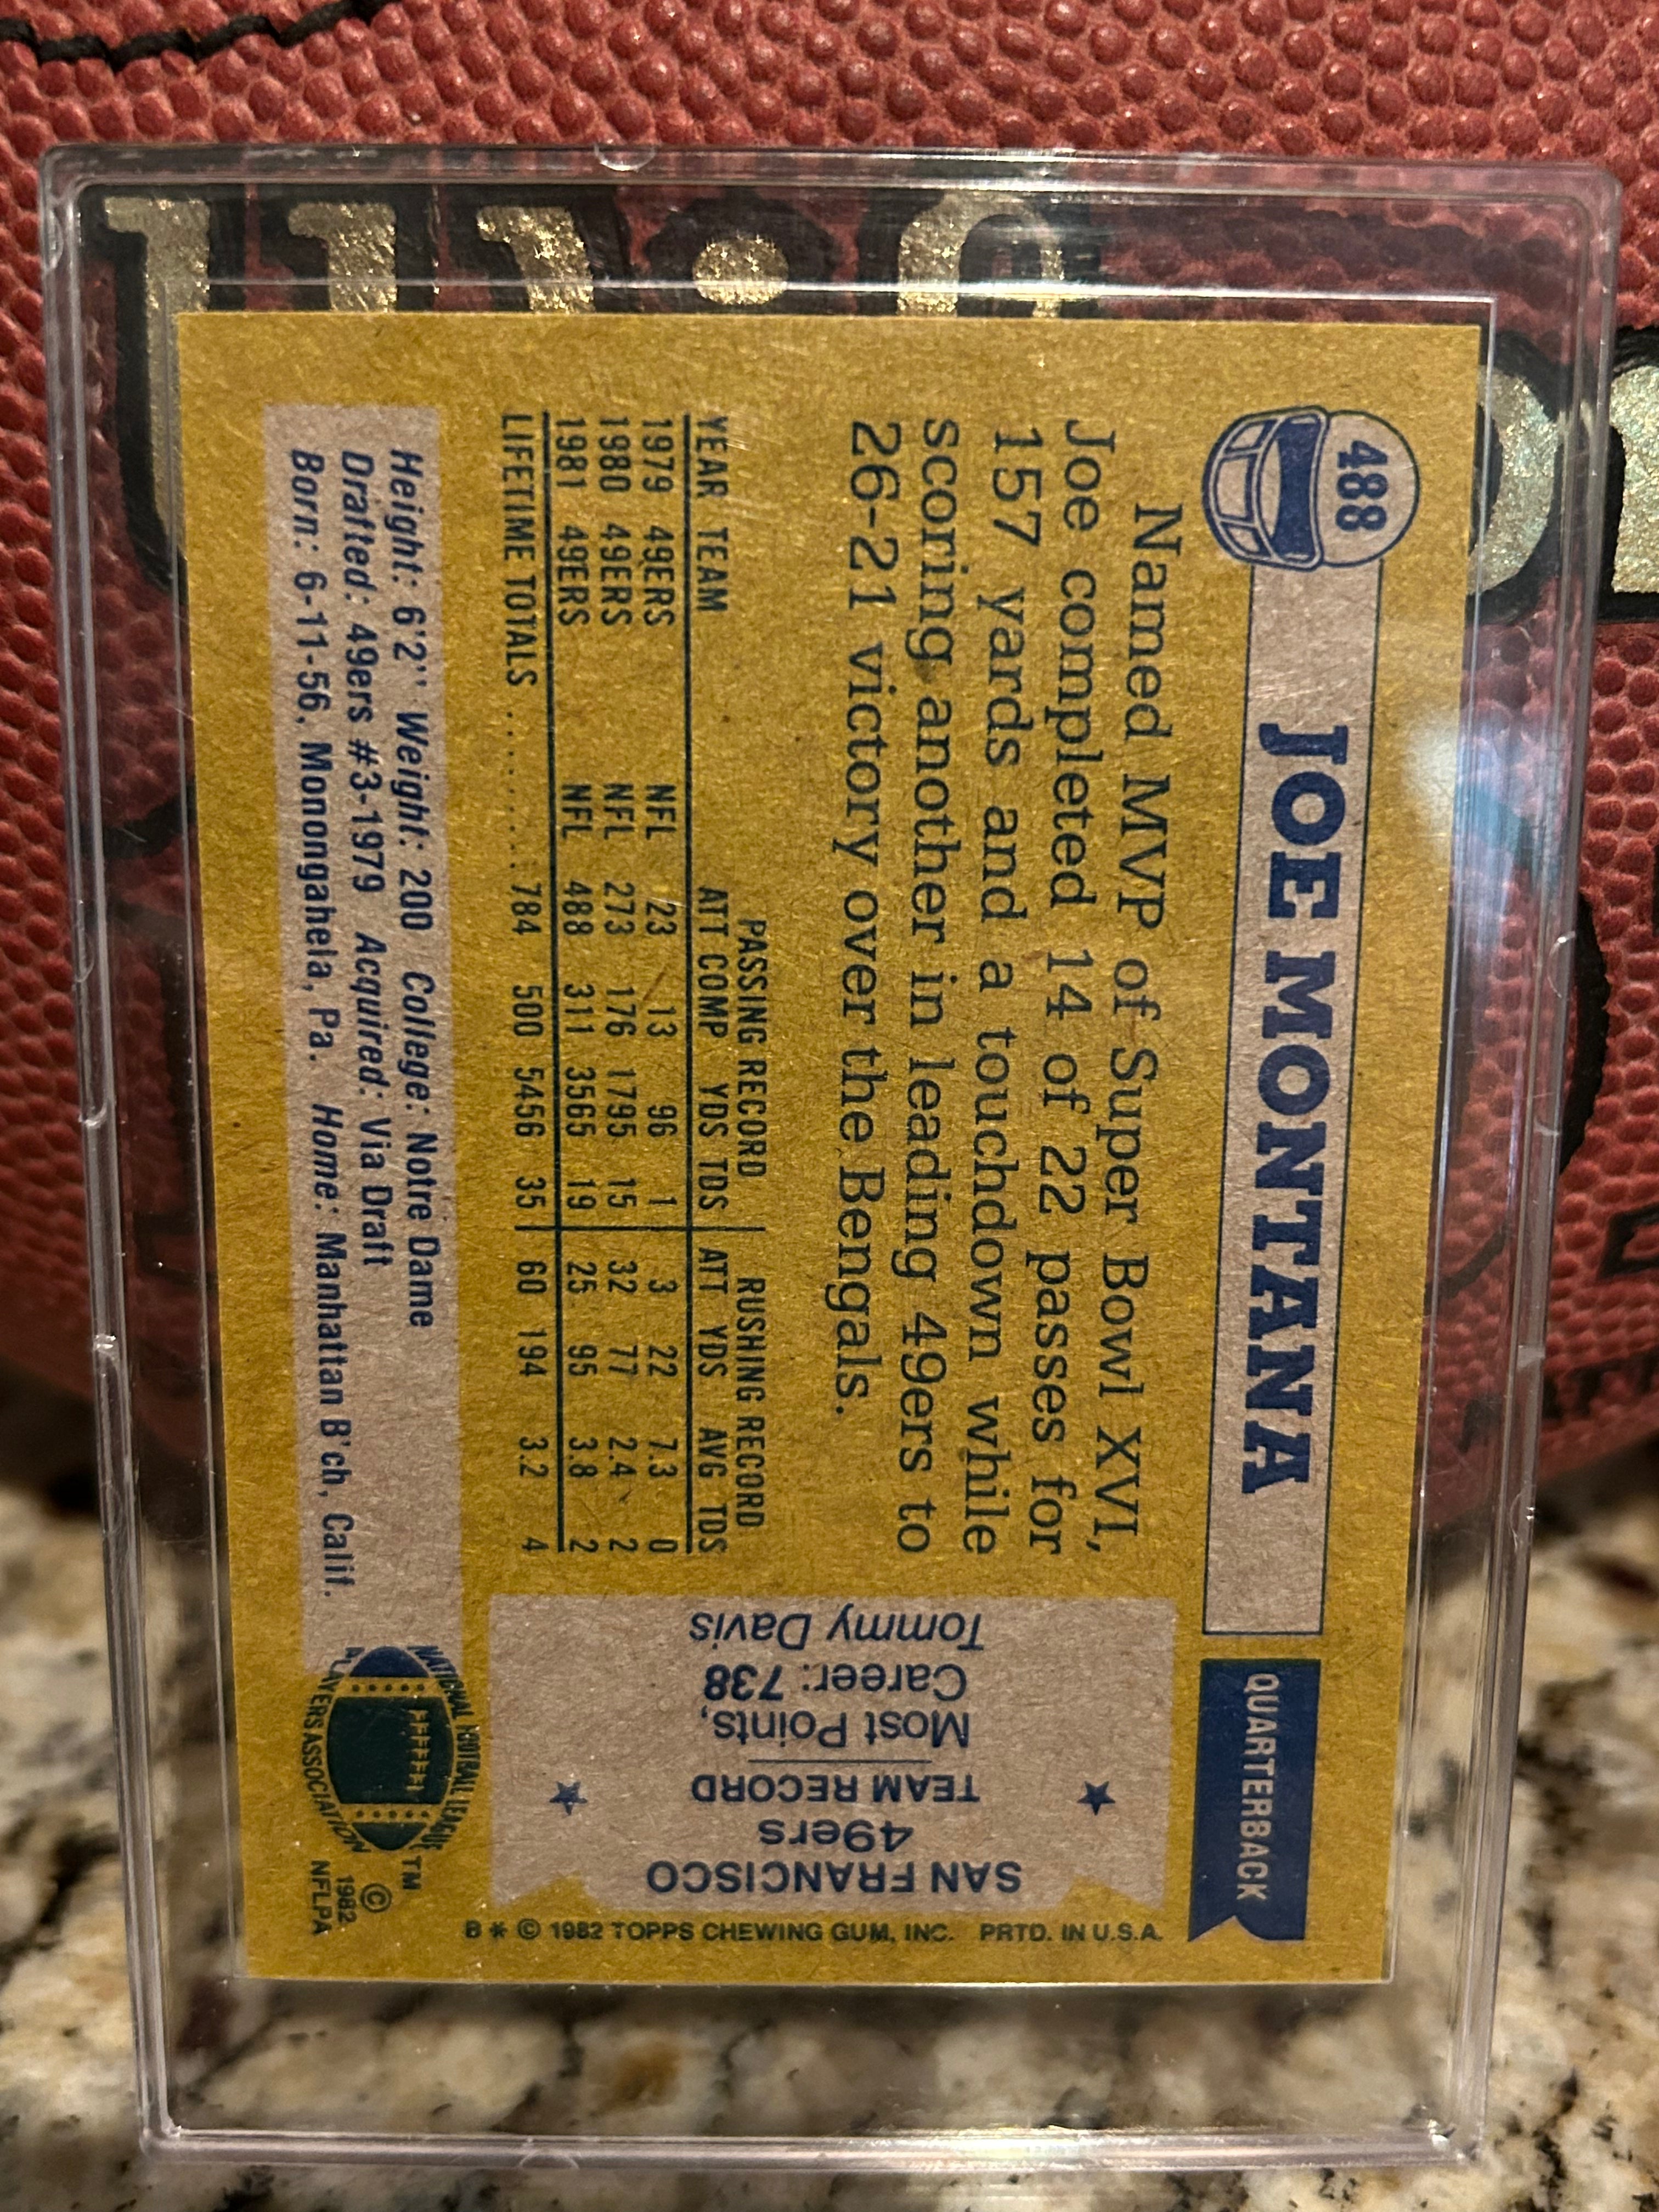 488
JOE MONTANA
QUARTERBACK
Named MVP of Super Bowl XVI,
Joe completed 14 of 22 passes for
157 yards and a touchdown while
scoring another in leading 49ers to
26-21 victory over the Bengals.
PASSING RECORD RUSHING RECORD
YEAR TEAM ATT COMP YDS TDS ATT YDS AVG TDS
1979 49ERS NFL 23 13 96 1 3 22 7.3 0
1980 49ERS NFL 273 176 1795 15 32 77 2.4 2
1981 49ERS NFL 488 311 3565 19 25 95 3.8 2
LIFETIME TOTALS ........... 784 500 5456 35 60 194 3.2 4
Height: 6'2" Weight: 200 College: Notre Dame
Drafted: 49ers #3-1979 Acquired: Via Draft
Born: 6-11-56, Monongahela, Pa. Home: Manhattan B'ch, Calif.
SAN FRANCISCO
49ers
TEAM RECORD
Most Points,
Career: 738
Tommy Davis
NATIONAL FOOTBALL LEAGUE
PLAYERS ASSOCIATION
TM
©
1982
NFLPA
B * © 1982 TOPPS CHEWING GUM, INC. PRTD. IN U.S.A.